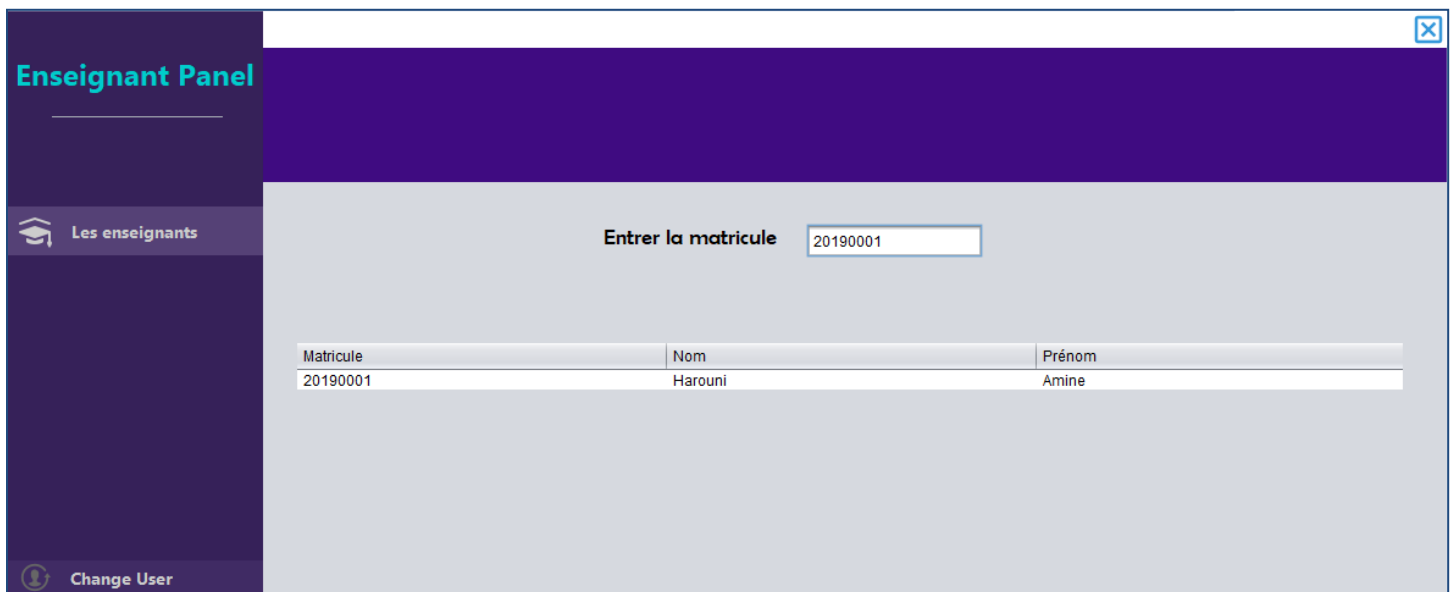 Enseignant Panel
Les enseignants
Change User
Entrer la matricule 20190001
Matricule Nom Prénom
20190001 Harouni Amine